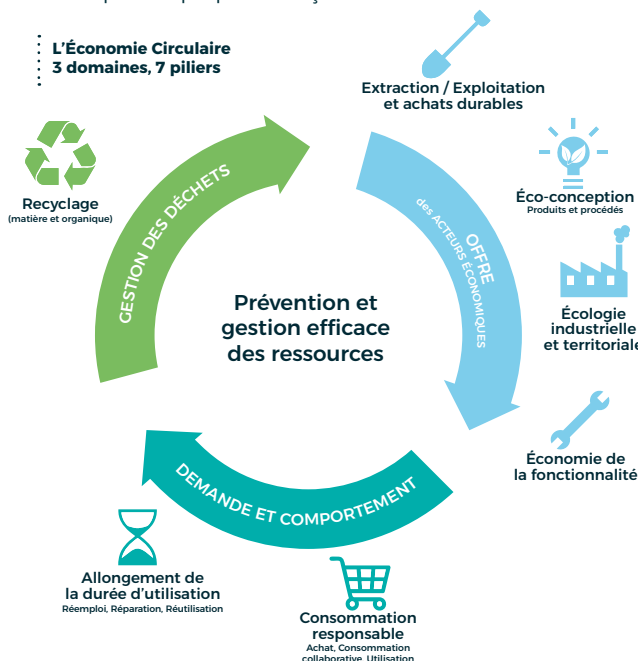 L’Économie Circulaire
3 domaines, 7 piliers
Extraction / Exploitation
et achats durables
Recyclage
(matière et organique)
Éco-conception
Produits et procédés
GESTION DES DÉCHETS
OFFRE
des ACTEURS ÉCONOMIQUES
Prévention et
gestion efficace
des ressources
Écologie
industrielle
et territoriale
Économie de
la fonctionnalité
DEMANDE ET COMPORTEMENT
Allongement de
la durée d’utilisation
Réemploi, Réparation, Réutilisation
Consommation
responsable
Achat, Consommation
collaborative, Utilisation